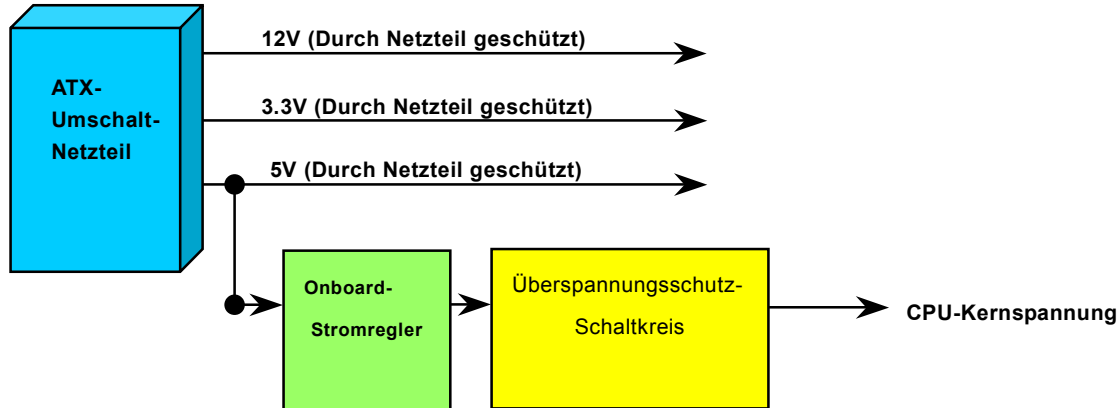 12V (Durch Netzteil geschützt)
ATX-
Umschalt-
Netzteil
3.3V (Durch Netzteil geschützt)
5V (Durch Netzteil geschützt)
Onboard-
Stromregler
Überspannungsschutz-
Schaltkreis
CPU-Kernspannung